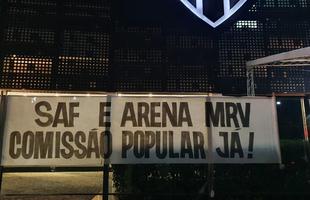 SAF E ARENA MRV
COMISSÃO POPULAR JÁ!